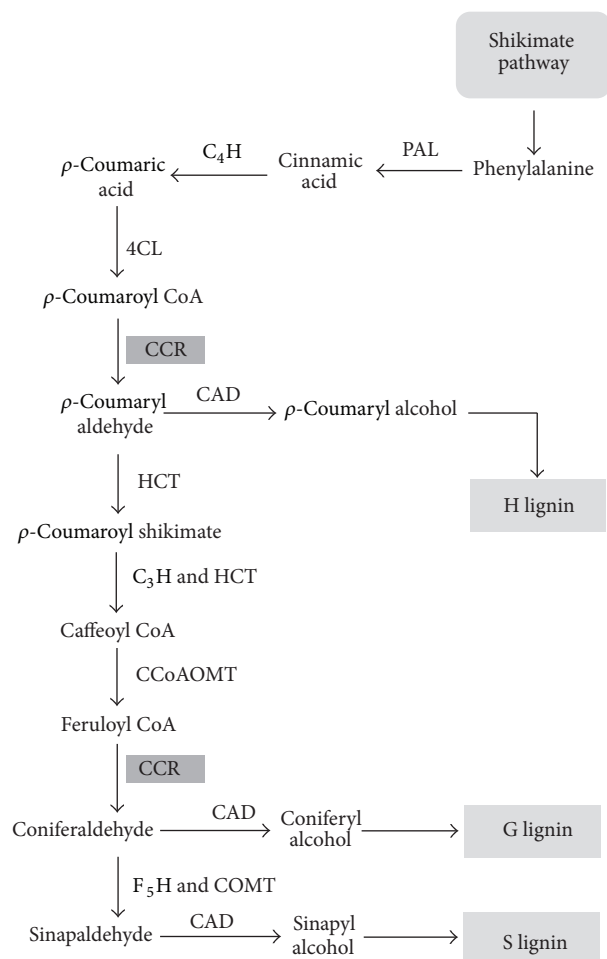 Shikimate
pathway
Phenylalanine
PAL
Cinnamic
acid
C₄H
ρ-Coumaric
acid
4CL
ρ-Coumaroyl CoA
CCR
ρ-Coumaryl
aldehyde
CAD
ρ-Coumaryl alcohol
H lignin
HCT
ρ-Coumaroyl shikimate
C₃H and HCT
Caffeoyl CoA
CCoAOMT
Feruloyl CoA
CCR
Coniferaldehyde
CAD
Coniferyl
alcohol
G lignin
F₅H and COMT
Sinapaldehyde
CAD
Sinapyl
alcohol
S lignin